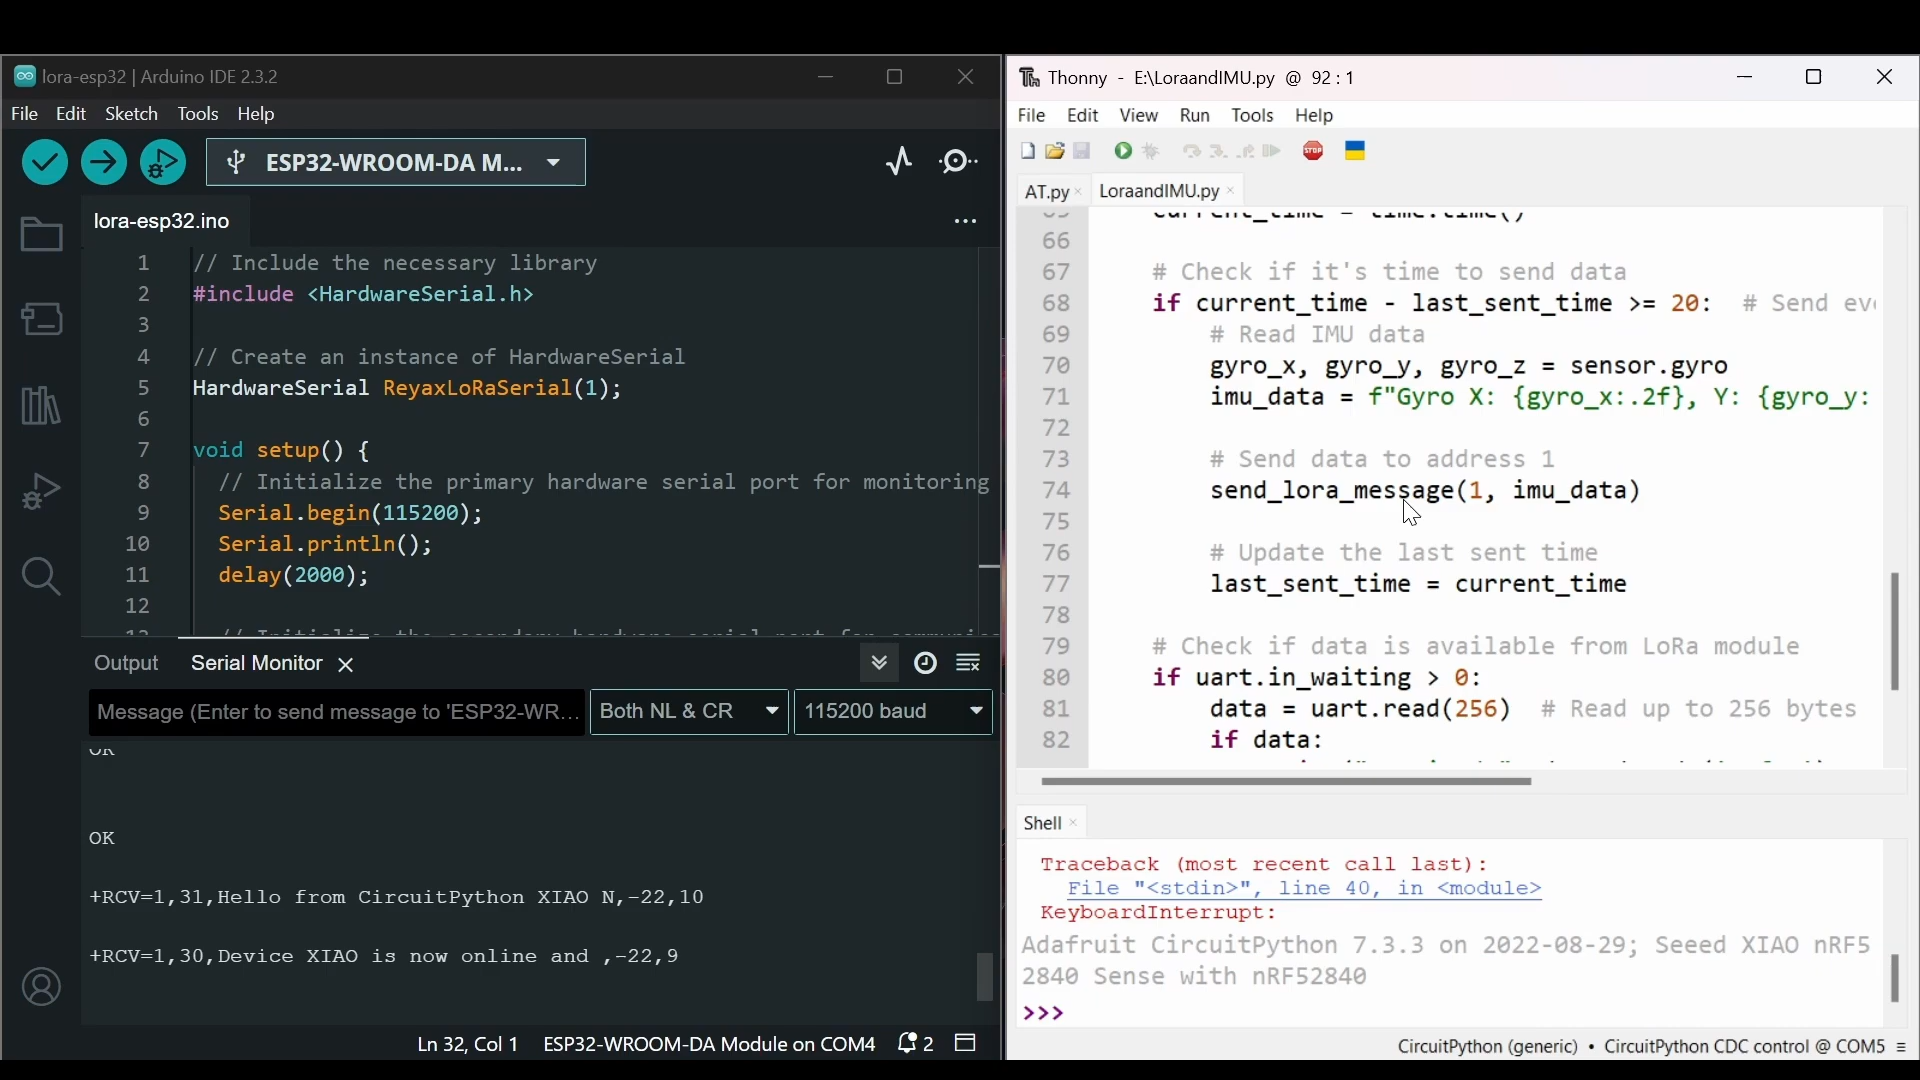 lora-esp32 | Arduino IDE 2.3.2
File Edit Sketch Tools Help
ESP32-WROOM-DA M...
lora-esp32.ino
1 // Include the necessary library
2 #include <HardwareSerial.h>
3
4 // Create an instance of HardwareSerial
5 HardwareSerial ReyaxLoRaSerial(1);
6
7 void setup() {
8 // Initialize the primary hardware serial port for monitoring
9 Serial.begin(115200);
10 Serial.println();
11 delay(2000);
12
Output Serial Monitor
Message (Enter to send message to 'ESP32-WR... Both NL & CR 115200 baud
OK
OK
+RCV=1,31,Hello from CircuitPython XIAO N,-22,10
+RCV=1,30,Device XIAO is now online and ,-22,9
Ln 32, Col 1 ESP32-WROOM-DA Module on COM4 2
Thonny - E:\LoraandIMU.py @ 92 : 1
File Edit View Run Tools Help
STOP
AT.py × LoraandIMU.py ×
current_time = time.time()
66
67 # Check if it's time to send data
68 if current_time - last_sent_time >= 20: # Send ev
69 # Read IMU data
70 gyro_x, gyro_y, gyro_z = sensor.gyro
71 imu_data = f"Gyro X: {gyro_x:.2f}, Y: {gyro_y:
72
73 # Send data to address 1
74 send_lora_message(1, imu_data)
75
76 # Update the last sent time
77 last_sent_time = current_time
78
79 # Check if data is available from LoRa module
80 if uart.in_waiting > 0:
81 data = uart.read(256) # Read up to 256 bytes
82 if data:
Shell ×
Traceback (most recent call last):
File "<stdin>", line 40, in <module>
KeyboardInterrupt:
Adafruit CircuitPython 7.3.3 on 2022-08-29; Seeed XIAO nRF5
2840 Sense with nRF52840
>>>
CircuitPython (generic) • CircuitPython CDC control @ COM5 ≡